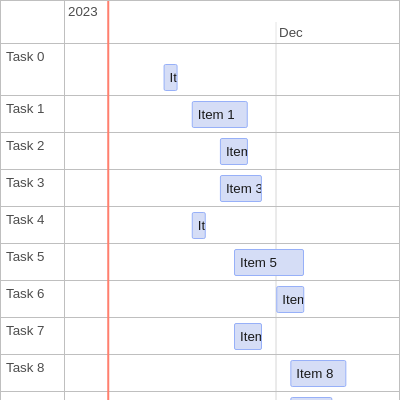 2023
Dec
Task 0
It
Task 1
Item 1
Task 2
Item
Task 3
Item 3
Task 4
It
Task 5
Item 5
Task 6
Item
Task 7
Item
Task 8
Item 8